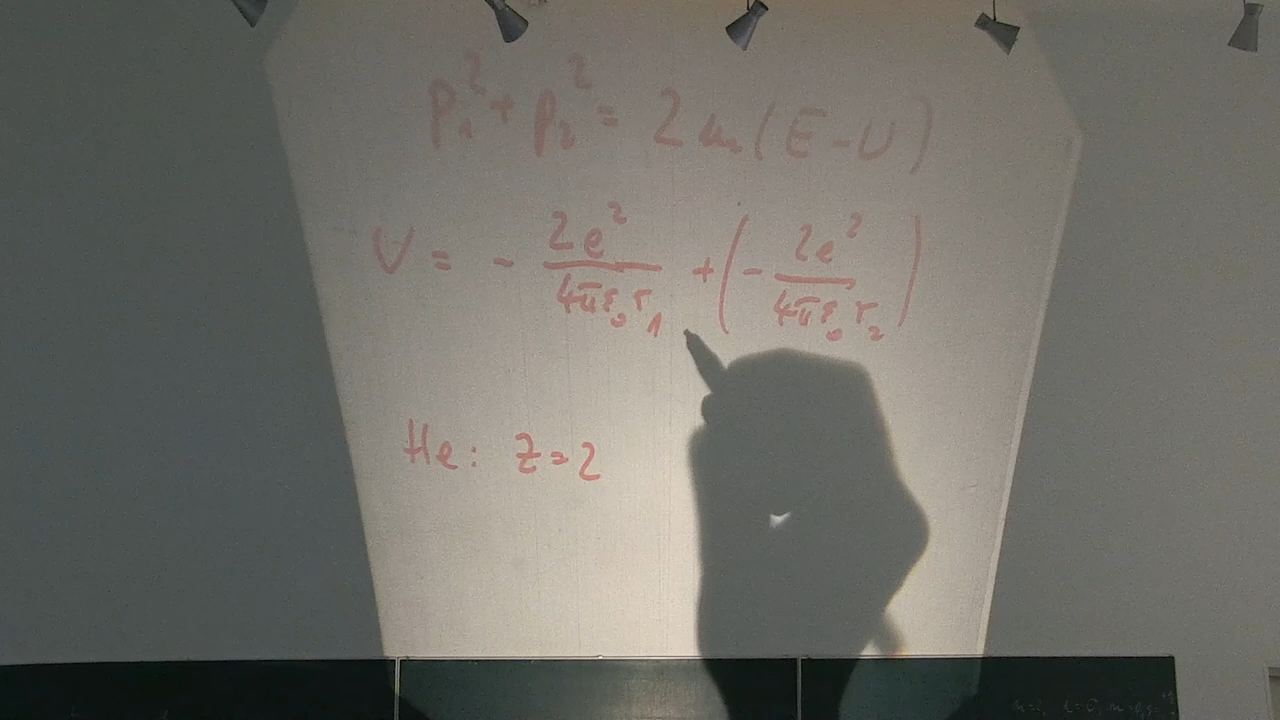 p₁² + p₂² = 2m(E-U)
U = - 2e²/4πε₀r₁ + (- 2e²/4πε₀r₂)
He: Z=2